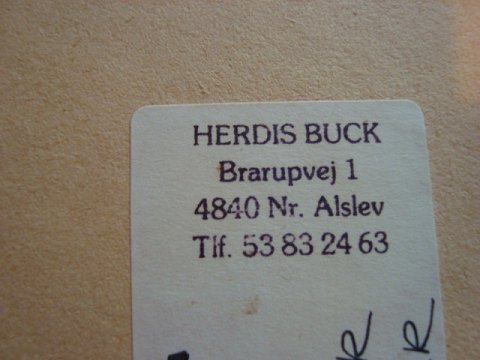 HERDIS BUCK
Brarupvej 1
4840 Nr. Alslev
Tlf. 53 83 24 63